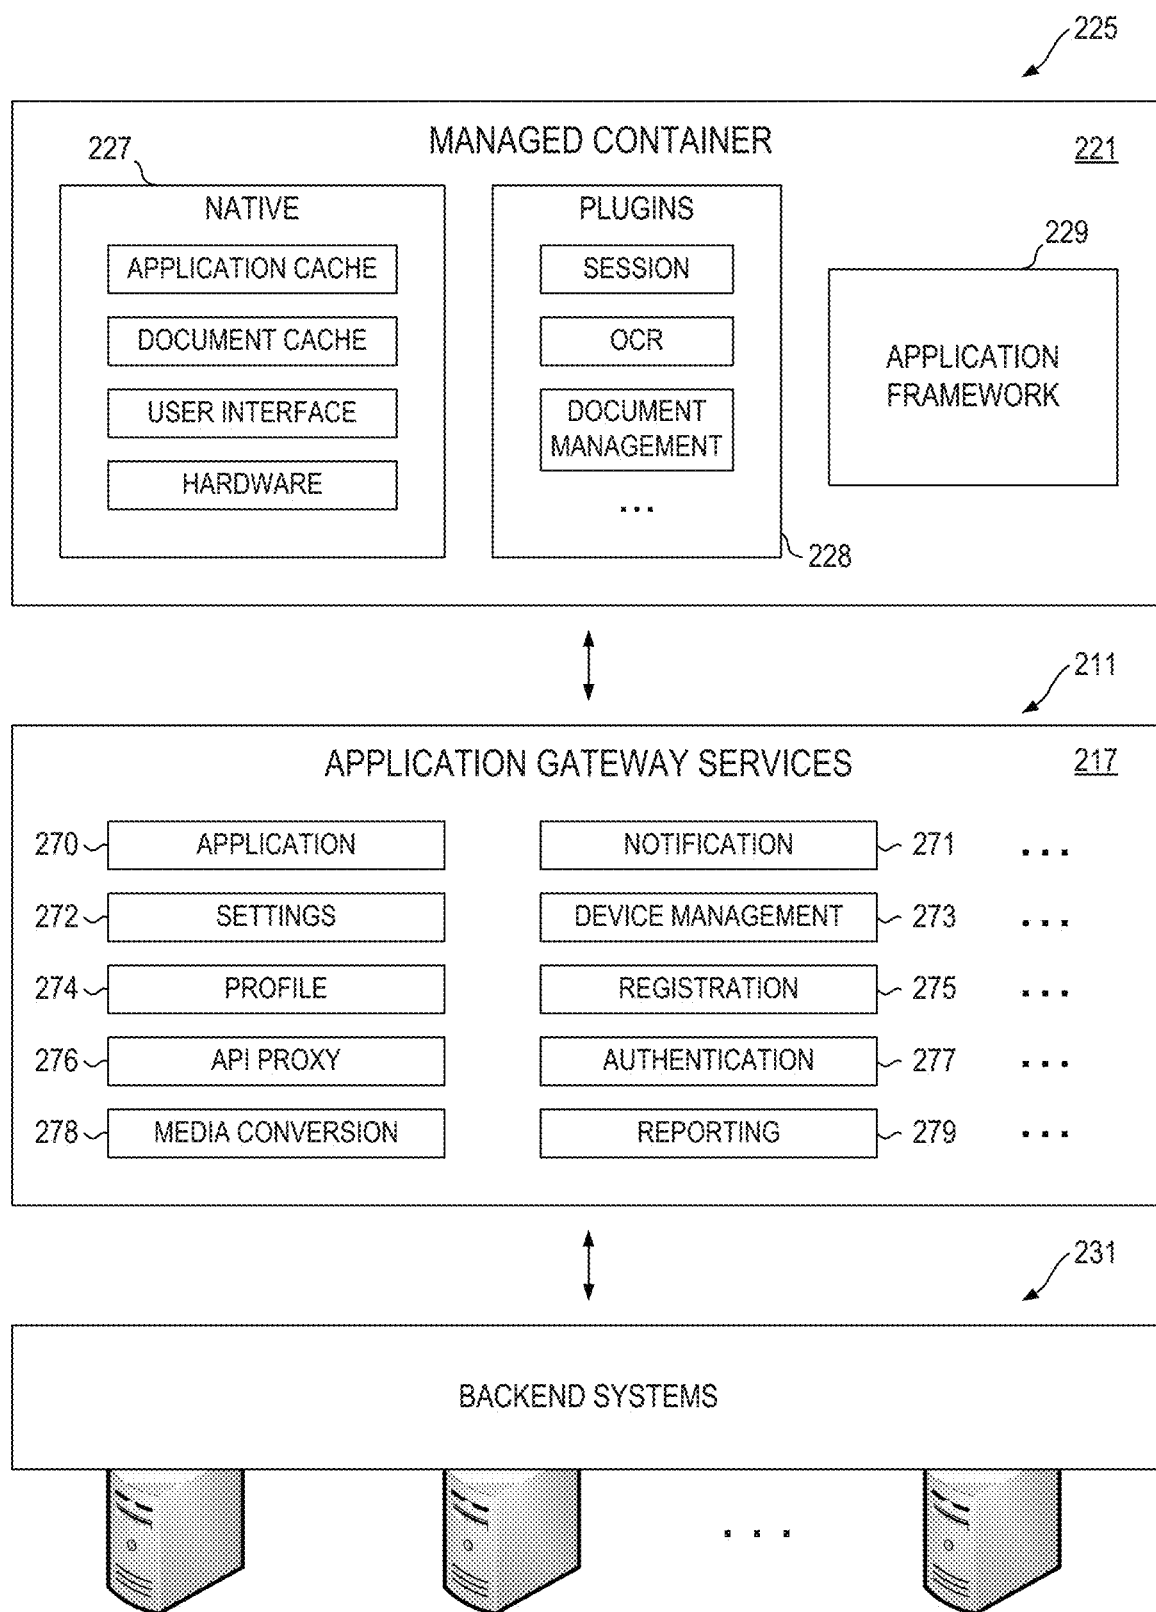 225
MANAGED CONTAINER
221
227
NATIVE
APPLICATION CACHE
DOCUMENT CACHE
USER INTERFACE
HARDWARE
PLUGINS
SESSION
OCR
DOCUMENT
MANAGEMENT
...
228
229
APPLICATION
FRAMEWORK
211
APPLICATION GATEWAY SERVICES
217
270 APPLICATION NOTIFICATION 271 ...
272 SETTINGS DEVICE MANAGEMENT 273 ...
274 PROFILE REGISTRATION 275 ...
276 API PROXY AUTHENTICATION 277 ...
278 MEDIA CONVERSION REPORTING 279 ...
231
BACKEND SYSTEMS
...